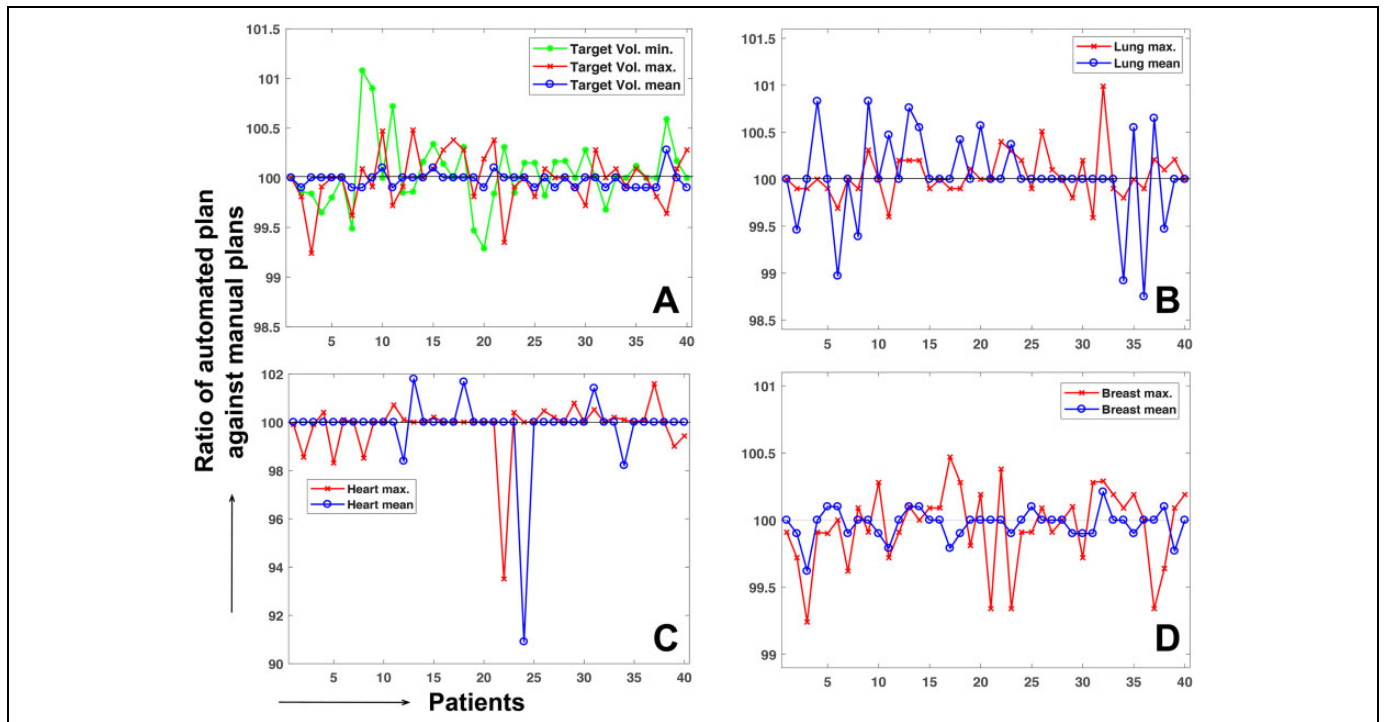 Ratio of automated plan
against manual plans
101.5
101
100.5
100
99.5
99
98.5
Target Vol. min.
Target Vol. max.
Target Vol. mean
A
5 10 15 20 25 30 35 40
101.5
101
100.5
100
99.5
99
98.5
Lung max.
Lung mean
B
5 10 15 20 25 30 35 40
102
100
98
96
94
92
90
Heart max.
Heart mean
C
5 10 15 20 25 30 35 40
101
100.5
100
99.5
99
Breast max.
Breast mean
D
5 10 15 20 25 30 35 40
Patients